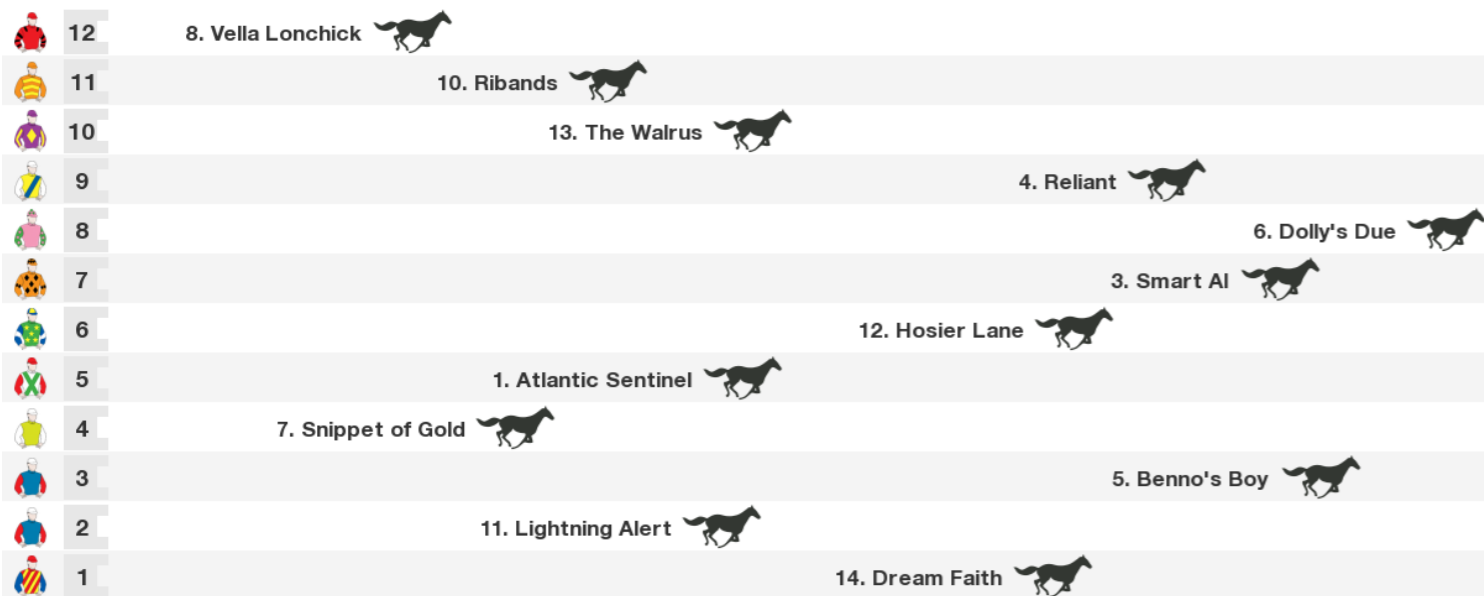 12 8. Vella Lonchick
11 10. Ribands
10 13. The Walrus
9 4. Reliant
8 6. Dolly's Due
7 3. Smart Al
6 12. Hosier Lane
5 1. Atlantic Sentinel
4 7. Snippet of Gold
3 5. Benno's Boy
2 11. Lightning Alert
1 14. Dream Faith